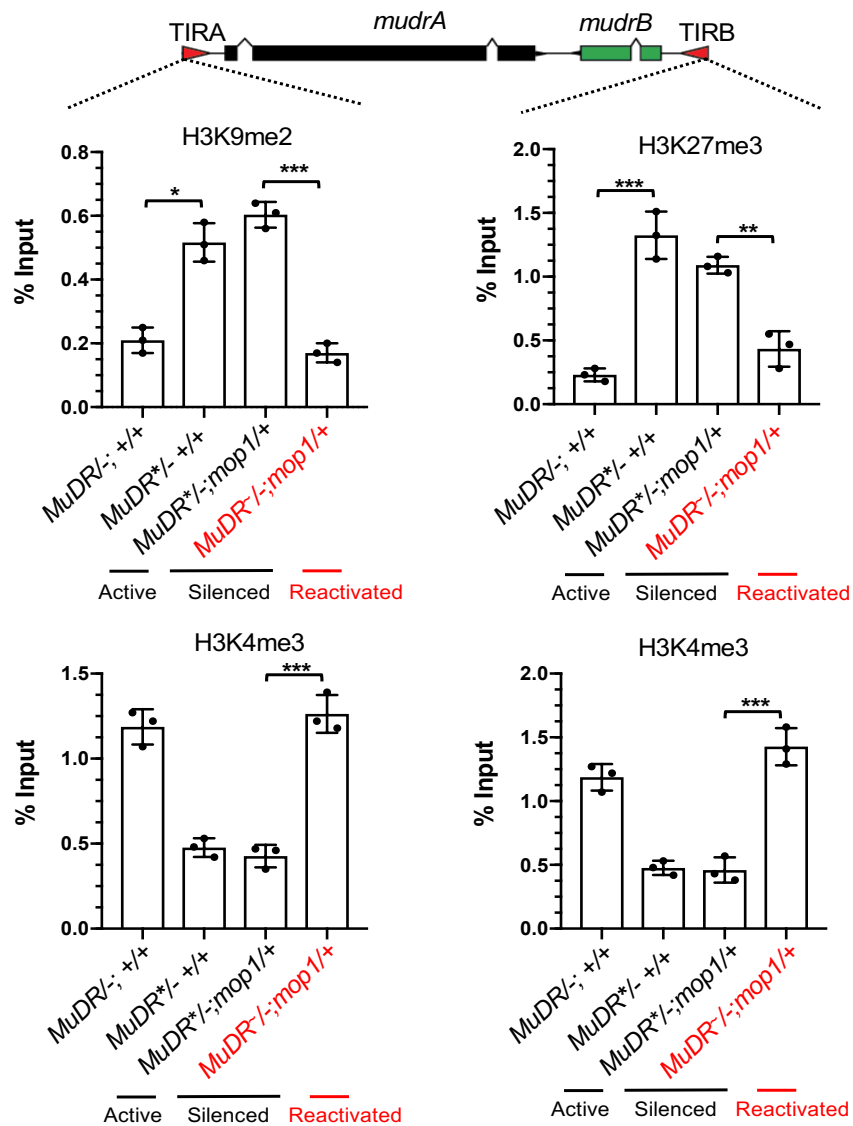 mudrA
mudrB
TIRA
TIRB
H3K9me2
% Input
0.8
0.6
0.4
0.2
0.0
*
***
MuDR/-; +/+
MuDR*/- +/+
MuDR*/-;mop1/+
MuDR~/-;mop1/+
Active
Silenced
Reactivated
H3K27me3
% Input
2.0
1.5
1.0
0.5
0.0
***
**
MuDR/-; +/+
MuDR*/- +/+
MuDR*/-;mop1/+
MuDR~/-;mop1/+
Active
Silenced
Reactivated
H3K4me3
% Input
1.5
1.0
0.5
0.0
***
MuDR/-; +/+
MuDR*/- +/+
MuDR*/-;mop1/+
MuDR~/-;mop1/+
Active
Silenced
Reactivated
H3K4me3
% Input
2.0
1.5
1.0
0.5
0.0
***
MuDR/-; +/+
MuDR*/- +/+
MuDR*/-;mop1/+
MuDR~/-;mop1/+
Active
Silenced
Reactivated